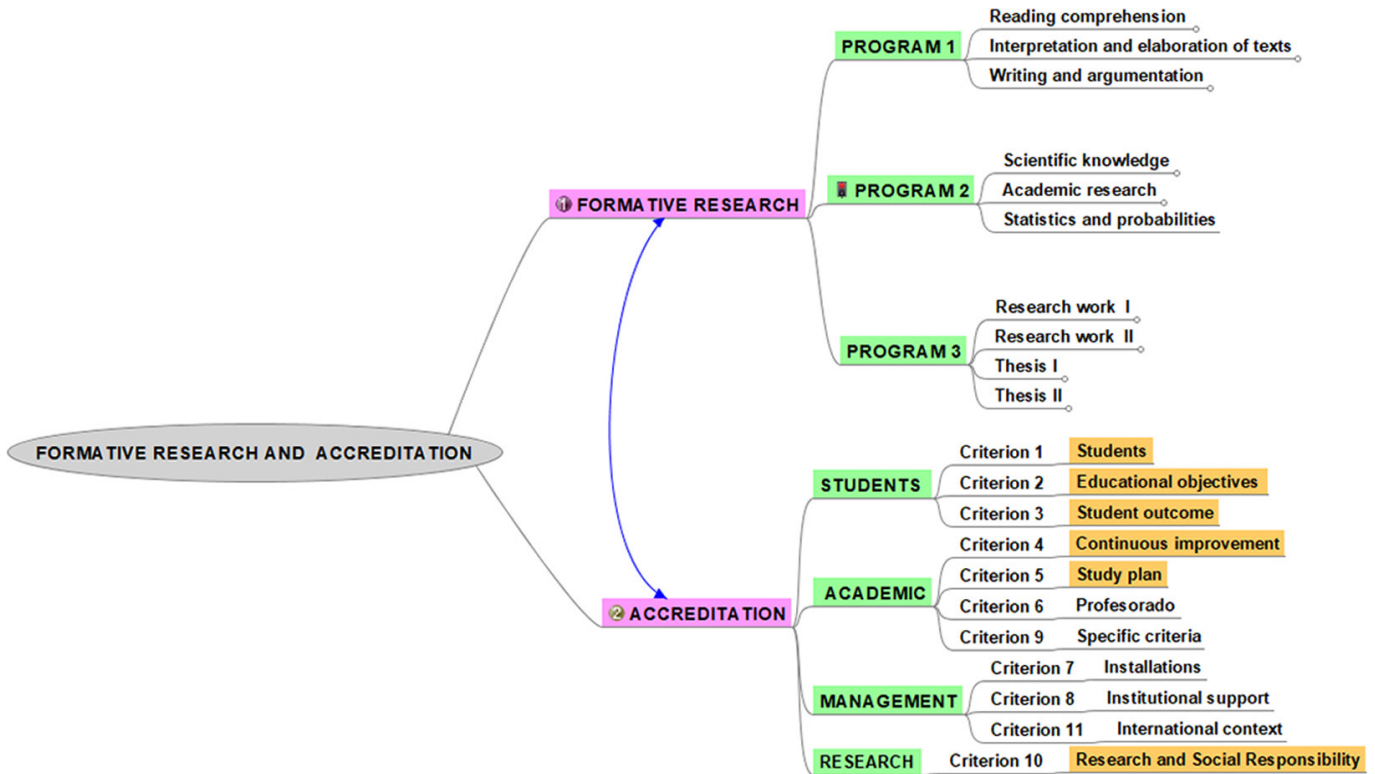 FORMATIVE RESEARCH AND ACCREDITATION
1 FORMATIVE RESEARCH
PROGRAM 1
Reading comprehension
Interpretation and elaboration of texts
Writing and argumentation
PROGRAM 2
Scientific knowledge
Academic research
Statistics and probabilities
PROGRAM 3
Research work I
Research work II
Thesis I
Thesis II
2 ACCREDITATION
STUDENTS
Criterion 1 Students
Criterion 2 Educational objectives
Criterion 3 Student outcome
ACADEMIC
Criterion 4 Continuous improvement
Criterion 5 Study plan
Criterion 6 Profesorado
Criterion 9 Specific criteria
MANAGEMENT
Criterion 7 Installations
Criterion 8 Institutional support
Criterion 11 International context
RESEARCH
Criterion 10 Research and Social Responsibility